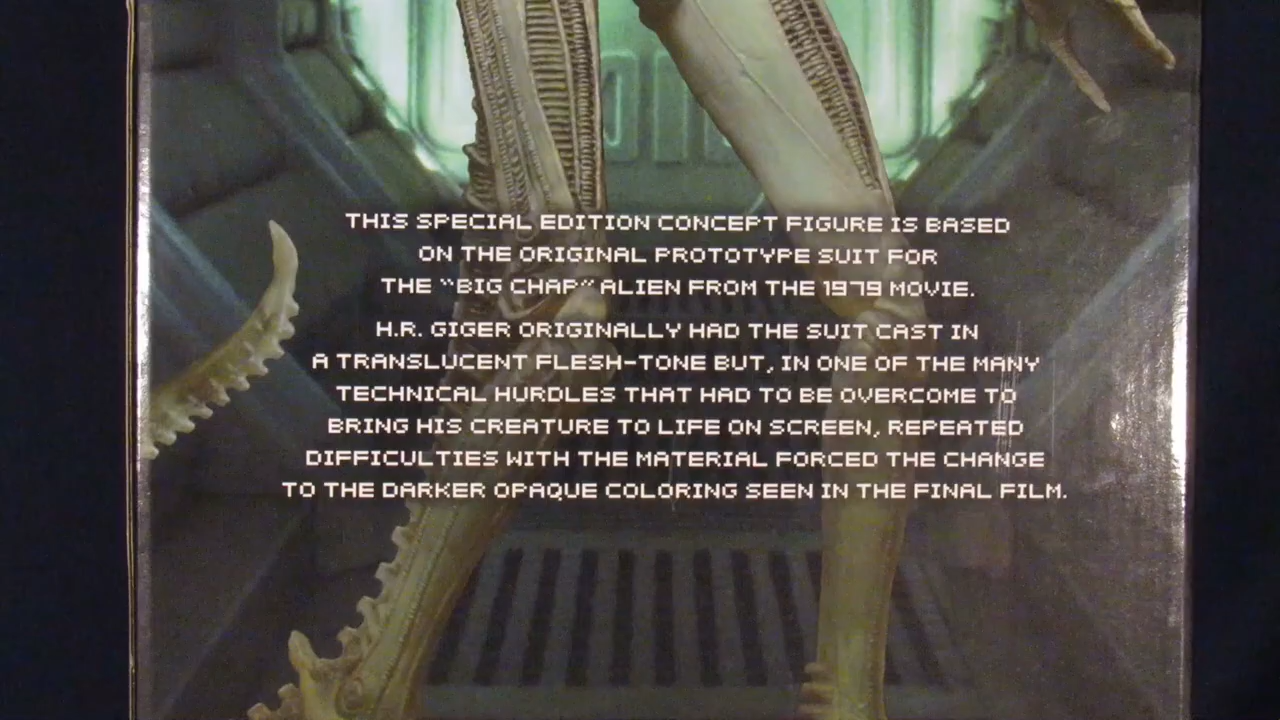 THIS SPECIAL EDITION CONCEPT FIGURE IS BASED
ON THE ORIGINAL PROTOTYPE SUIT FOR
THE "BIG CHAP" ALIEN FROM THE 1979 MOVIE.
H.R. GIGER ORIGINALLY HAD THE SUIT CAST IN
A TRANSLUCENT FLESH-TONE BUT, IN ONE OF THE MANY
TECHNICAL HURDLES THAT HAD TO BE OVERCOME TO
BRING HIS CREATURE TO LIFE ON SCREEN, REPEATED
DIFFICULTIES WITH THE MATERIAL FORCED THE CHANGE
TO THE DARKER OPAQUE COLORING SEEN IN THE FINAL FILM.